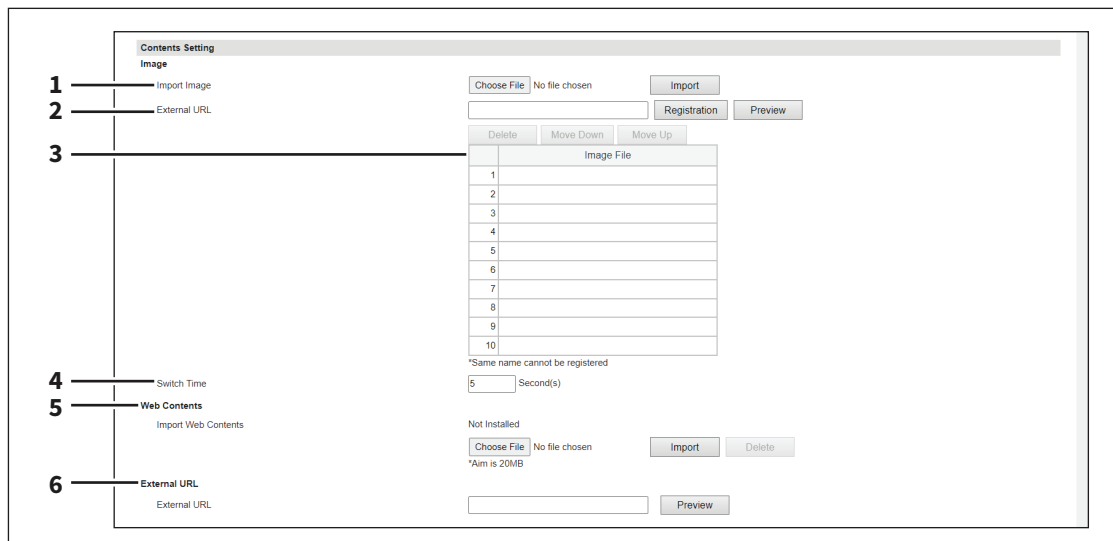 Contents Setting
Image
1 Import Image Choose File No file chosen Import
2 External URL Registration Preview
Delete Move Down Move Up
3 Image File
1
2
3
4
5
6
7
8
9
10
*Same name cannot be registered
4 Switch Time 5 Second(s)
5 Web Contents
Import Web Contents Not Installed
Choose File No file chosen Import Delete
*Aim is 20MB
6 External URL
External URL Preview